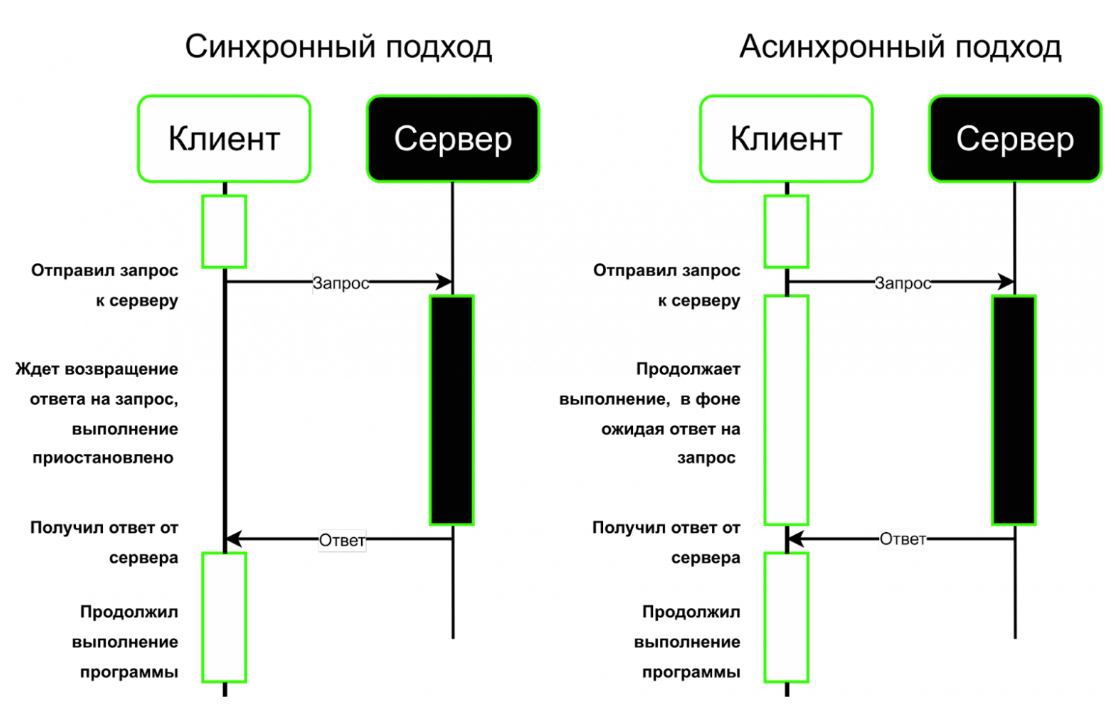 Синхронный подход
Клиент
Сервер
Отправил запрос
к серверу
Запрос
Ждет возвращение
ответа на запрос,
выполнение
приостановлено
Получил ответ от
сервера
Ответ
Продолжил
выполнение
программы
Асинхронный подход
Клиент
Сервер
Отправил запрос
к серверу
Запрос
Продолжает
выполнение, в фоне
ожидая ответ на
запрос
Получил ответ от
сервера
Ответ
Продолжил
выполнение
программы